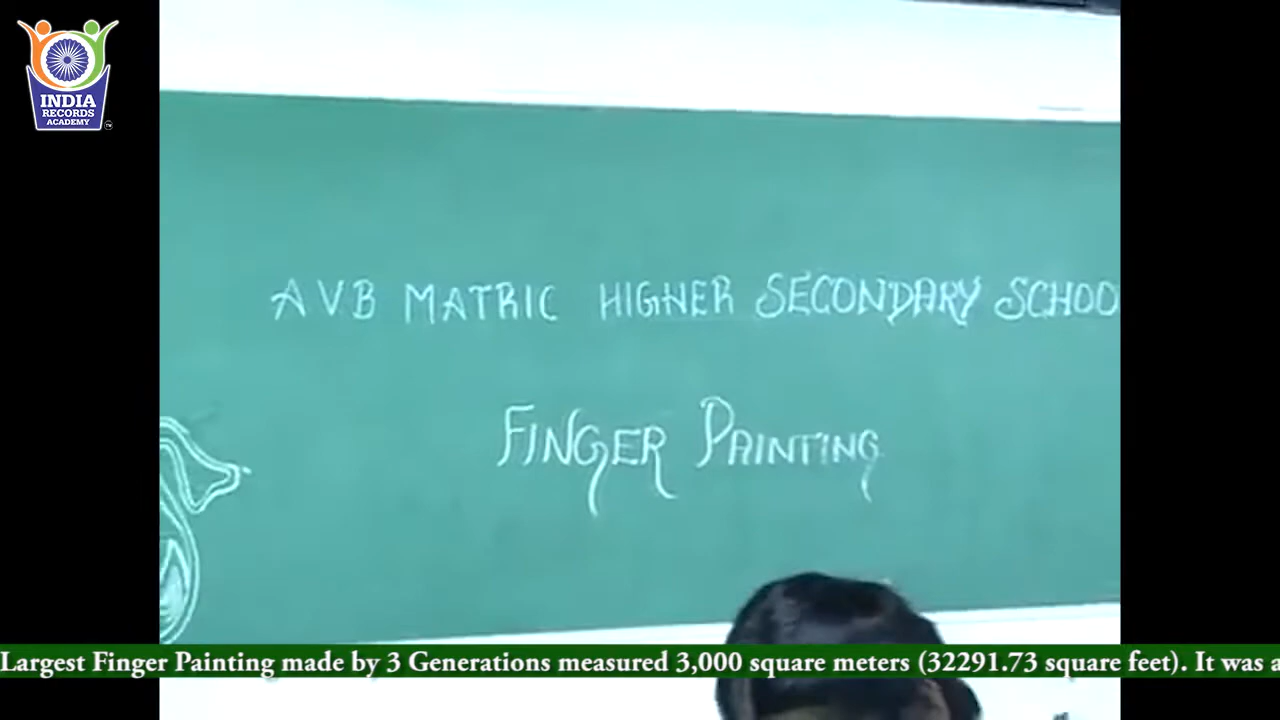 INDIA
RECORDS
ACADEMY
TM
AVB MATRIC HIGHER SECONDARY SCHOO
FINGER PAINTING
Largest Finger Painting made by 3 Generations measured 3,000 square meters (32291.73 square feet). It was a